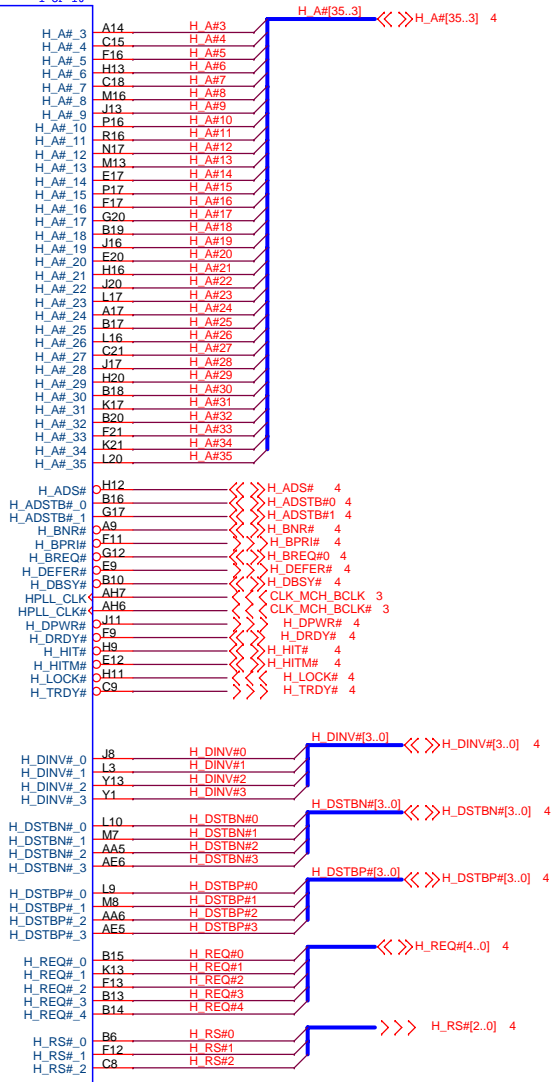 H_A#[35..3]
H_A#[35..3] 4
H_A#_3 A14 H_A#3
H_A#_4 C15 H_A#4
H_A#_5 F16 H_A#5
H_A#_6 H13 H_A#6
H_A#_7 C18 H_A#7
H_A#_8 M16 H_A#8
H_A#_9 J13 H_A#9
H_A#_10 P16 H_A#10
H_A#_11 R16 H_A#11
H_A#_12 N17 H_A#12
H_A#_13 M13 H_A#13
H_A#_14 E17 H_A#14
H_A#_15 P17 H_A#15
H_A#_16 F17 H_A#16
H_A#_17 G20 H_A#17
H_A#_18 B19 H_A#18
H_A#_19 J16 H_A#19
H_A#_20 E20 H_A#20
H_A#_21 H16 H_A#21
H_A#_22 J20 H_A#22
H_A#_23 L17 H_A#23
H_A#_24 A17 H_A#24
H_A#_25 B17 H_A#25
H_A#_26 L16 H_A#26
H_A#_27 C21 H_A#27
H_A#_28 J17 H_A#28
H_A#_29 H20 H_A#29
H_A#_30 B18 H_A#30
H_A#_31 K17 H_A#31
H_A#_32 B20 H_A#32
H_A#_33 F21 H_A#33
H_A#_34 K21 H_A#34
H_A#_35 L20 H_A#35
H_ADS# H12 H_ADS# 4
H_ADSTB#_0 B16 H_ADSTB#0 4
H_ADSTB#_1 G17 H_ADSTB#1 4
H_BNR# A9 H_BNR# 4
H_BPRI# F11 H_BPRI# 4
H_BREQ# G12 H_BREQ#0 4
H_DEFER# E9 H_DEFER# 4
H_DBSY# B10 H_DBSY# 4
HPLL_CLK AH7 CLK_MCH_BCLK 3
HPLL_CLK# AH6 CLK_MCH_BCLK# 3
H_DPWR# J11 H_DPWR# 4
H_DRDY# F9 H_DRDY# 4
H_HIT# H9 H_HIT# 4
H_HITM# E12 H_HITM# 4
H_LOCK# H11 H_LOCK# 4
H_TRDY# C9 H_TRDY# 4
H_DINV#[3..0]
H_DINV#[3..0] 4
H_DINV#_0 J8 H_DINV#0
H_DINV#_1 L3 H_DINV#1
H_DINV#_2 Y13 H_DINV#2
H_DINV#_3 Y1 H_DINV#3
H_DSTBN#[3..0]
H_DSTBN#[3..0] 4
H_DSTBN#_0 L10 H_DSTBN#0
H_DSTBN#_1 M7 H_DSTBN#1
H_DSTBN#_2 AA5 H_DSTBN#2
H_DSTBN#_3 AE6 H_DSTBN#3
H_DSTBP#[3..0]
H_DSTBP#[3..0] 4
H_DSTBP#_0 L9 H_DSTBP#0
H_DSTBP#_1 M8 H_DSTBP#1
H_DSTBP#_2 AA6 H_DSTBP#2
H_DSTBP#_3 AE5 H_DSTBP#3
H_REQ#[4..0] 4
H_REQ#_0 B15 H_REQ#0
H_REQ#_1 K13 H_REQ#1
H_REQ#_2 F13 H_REQ#2
H_REQ#_3 B13 H_REQ#3
H_REQ#_4 B14 H_REQ#4
H_RS#[2..0] 4
H_RS#_0 B6 H_RS#0
H_RS#_1 F12 H_RS#1
H_RS#_2 C8 H_RS#2